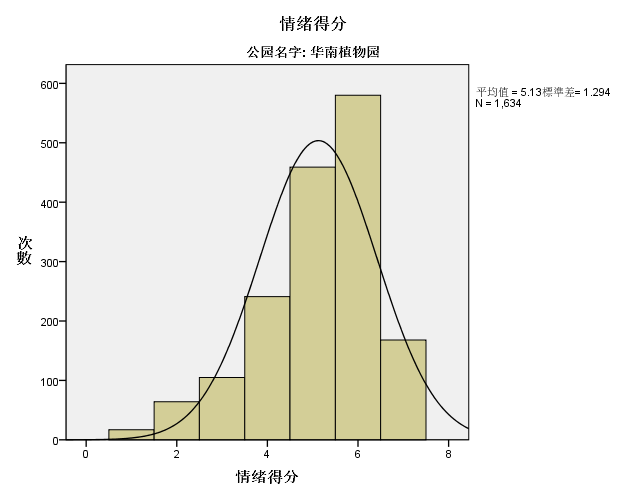 情绪得分
公园名字: 华南植物园
平均值 = 5.13標準差= 1.294
N = 1,634
600
500
400
300
200
100
0
次數
0 2 4 6 8
情绪得分